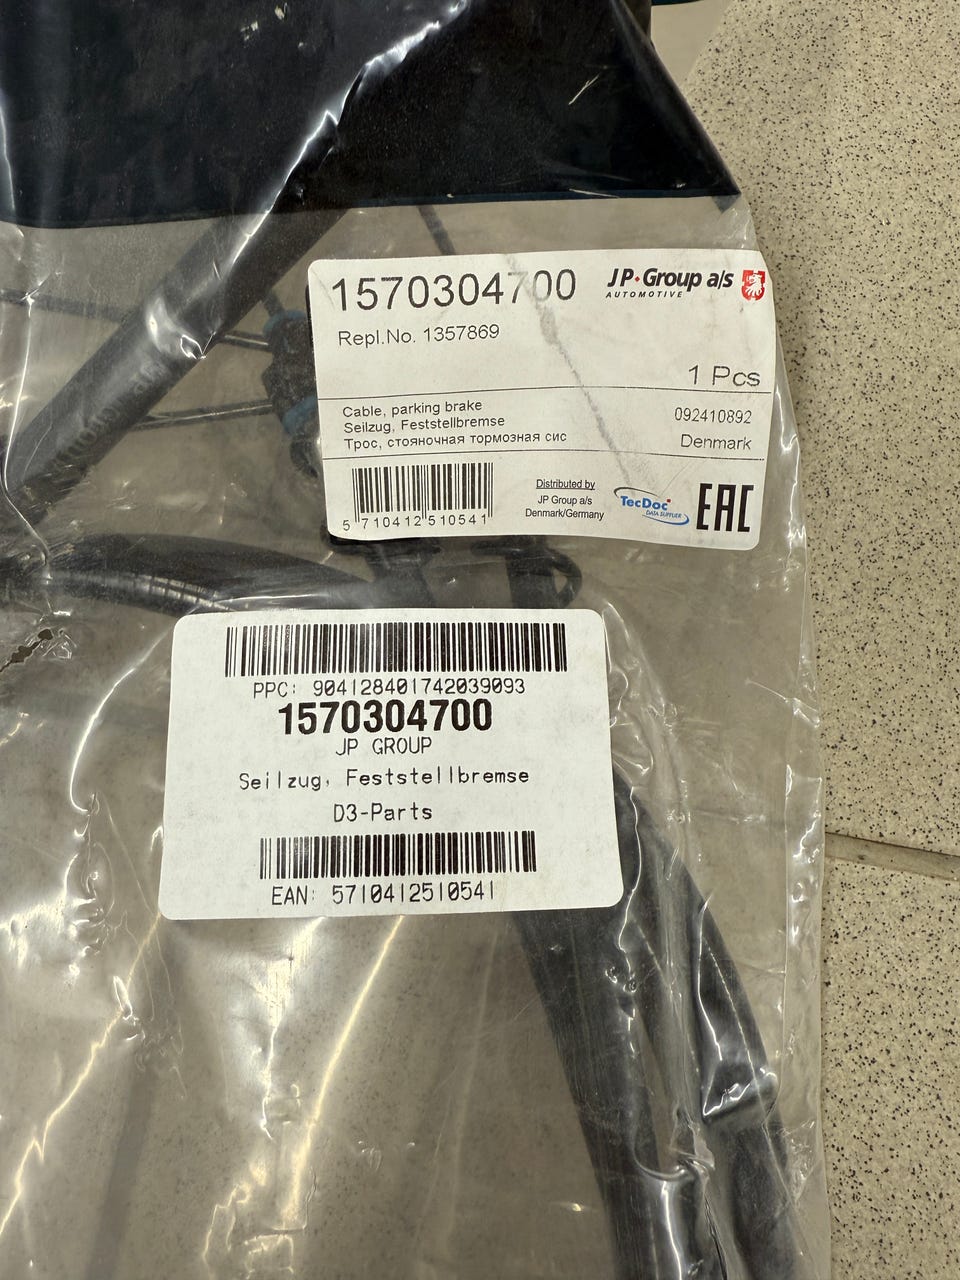 1570304700
JP Group a/s
AUTOMOTIVE
Repl.No. 1357869
1 Pcs
Cable, parking brake
Seilzug, Feststellbremse
Трос, стояночная тормозная сис
092410892
Denmark
5 710412 510541
Distributed by
JP Group a/s
Denmark/Germany
TecDoc
DATA SUPPLIER
EAC
PPC: 904128401742039093
1570304700
JP GROUP
Seilzug, Feststellbremse
D3-Parts
EAN: 5710412510541